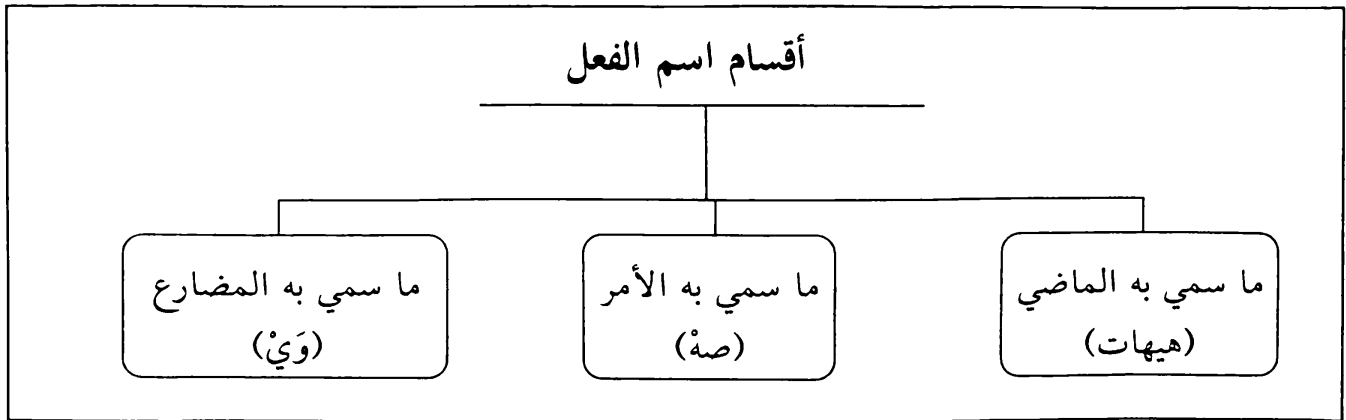 أقسام اسم الفعل
ما سمي به الماضي
(هيهات)
ما سمي به الأمر
(صهْ)
ما سمي به المضارع
(وَيْ)